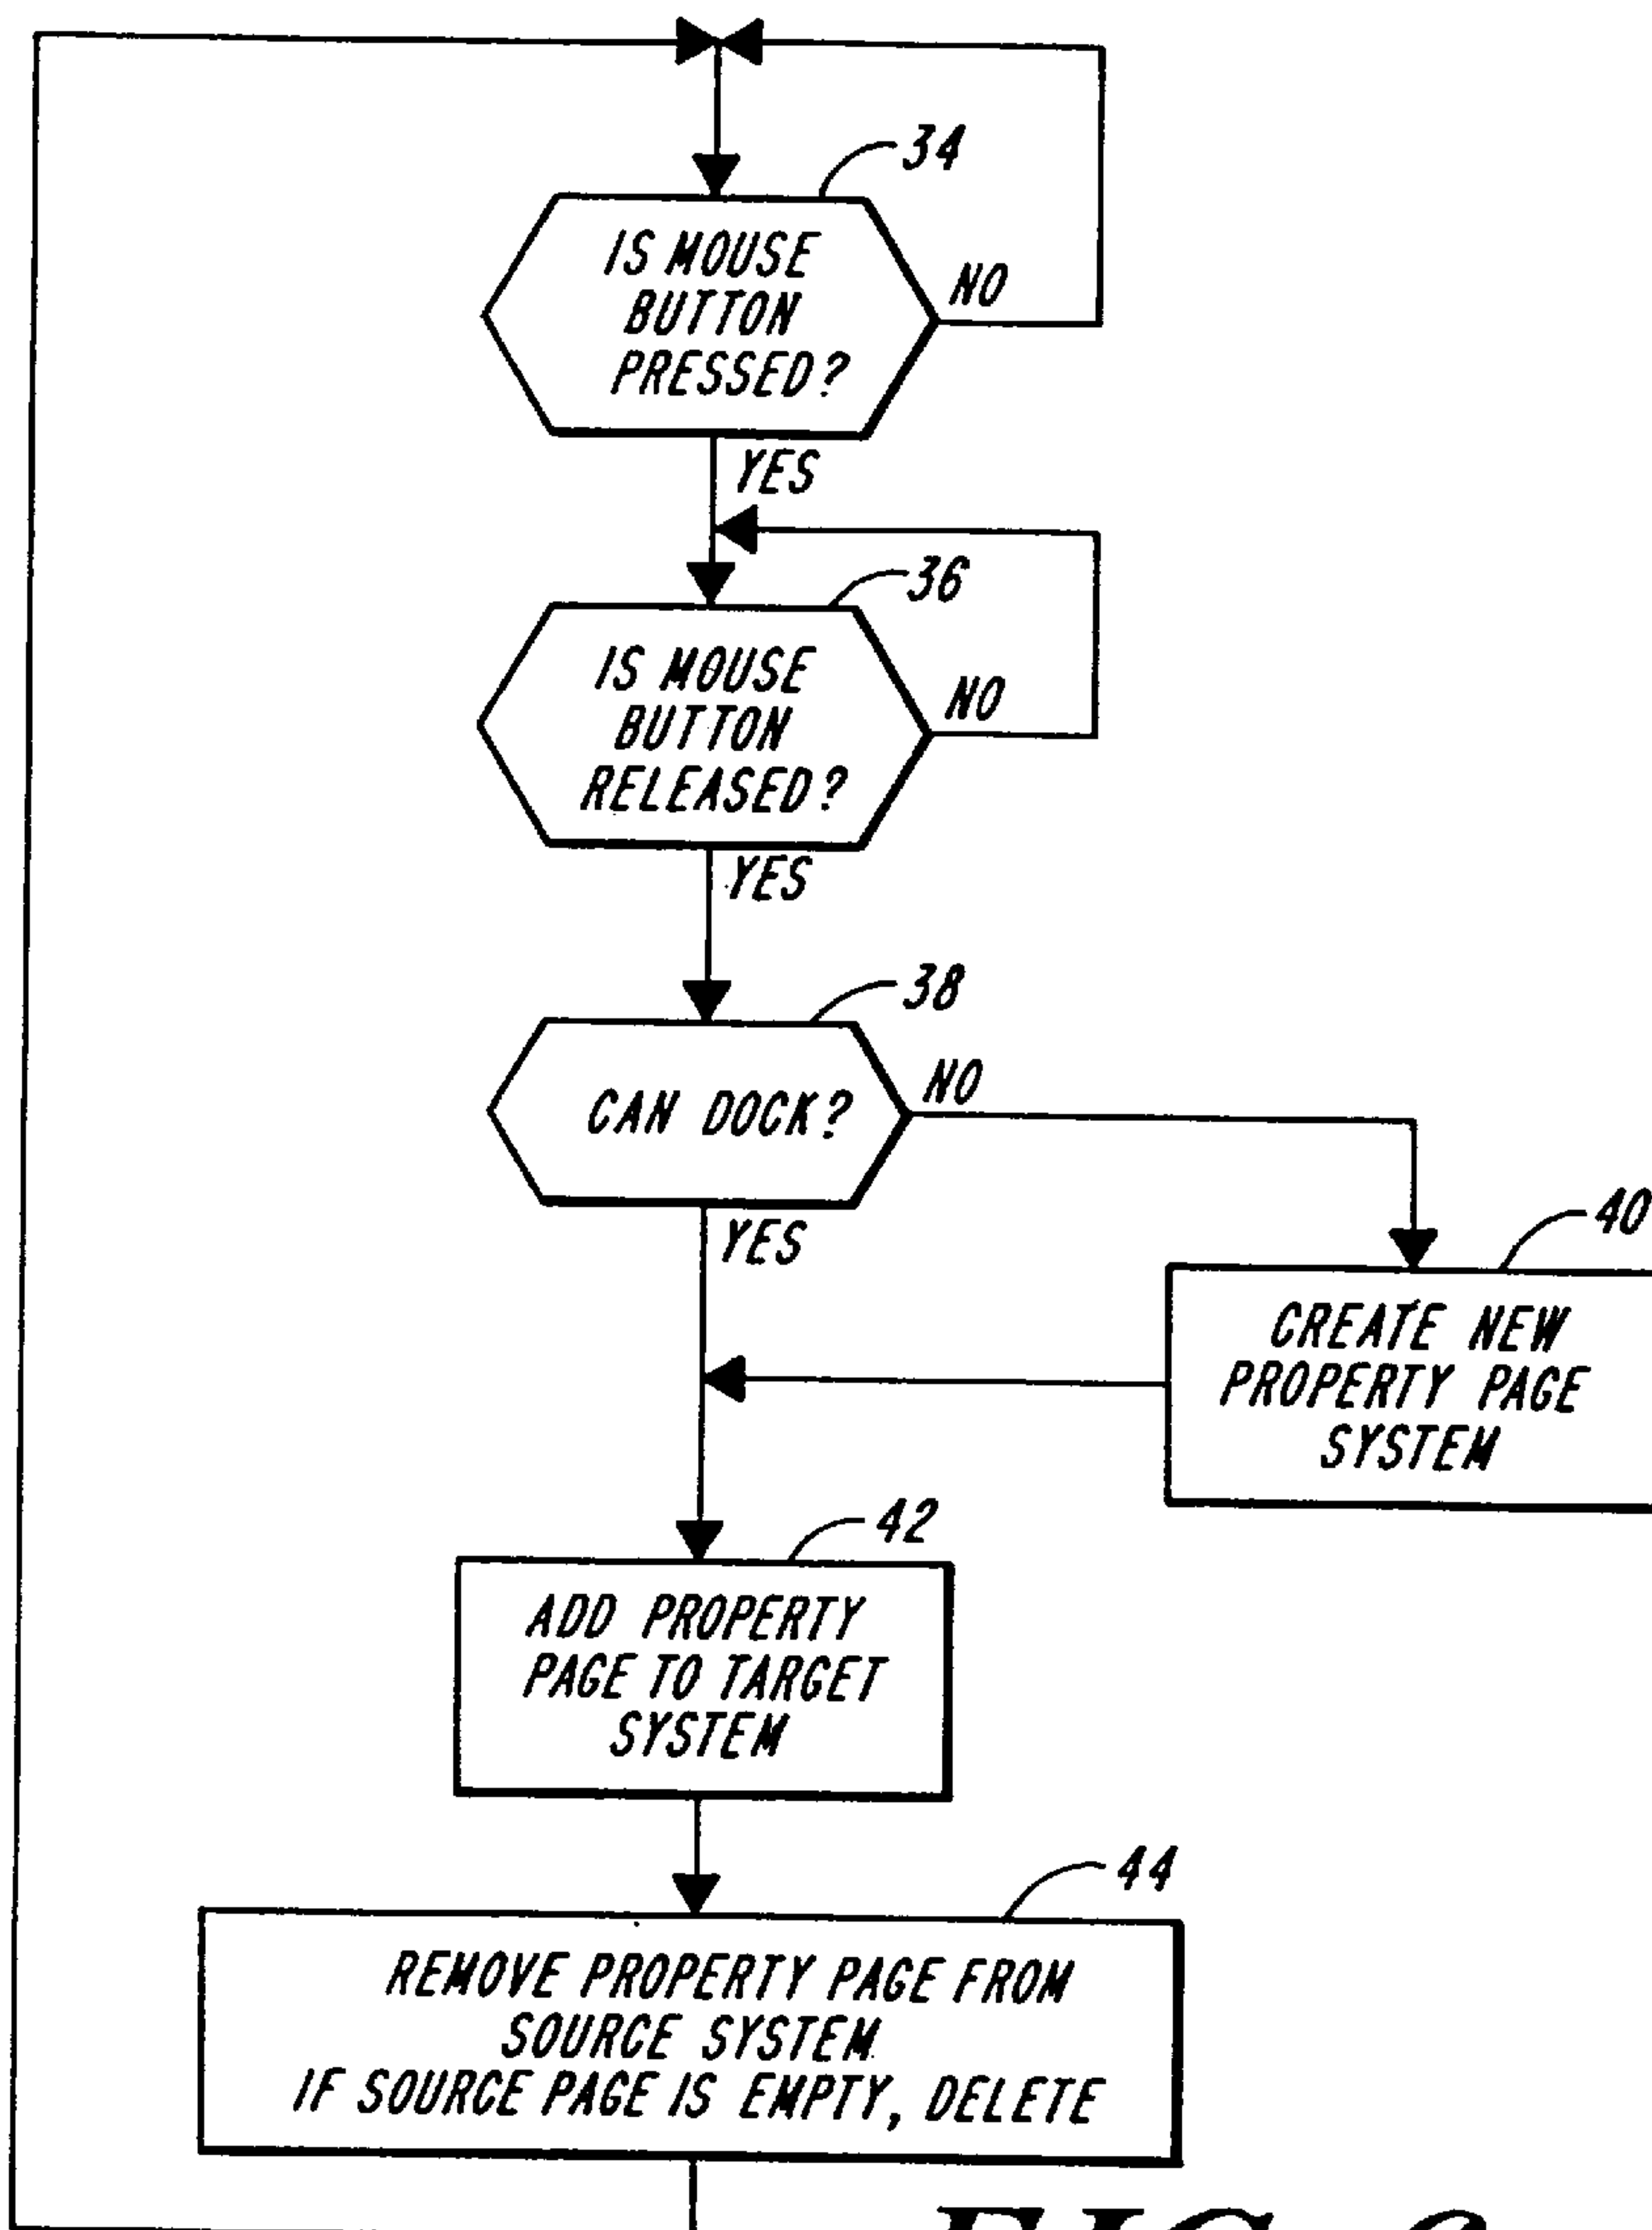 34
IS MOUSE
BUTTON
PRESSED?
NO
YES
36
IS MOUSE
BUTTON
RELEASED?
NO
YES
38
CAN DOCK?
NO
YES
40
CREATE NEW
PROPERTY PAGE
SYSTEM
42
ADD PROPERTY
PAGE TO TARGET
SYSTEM
44
REMOVE PROPERTY PAGE FROM
SOURCE SYSTEM
IF SOURCE PAGE IS EMPTY, DELETE